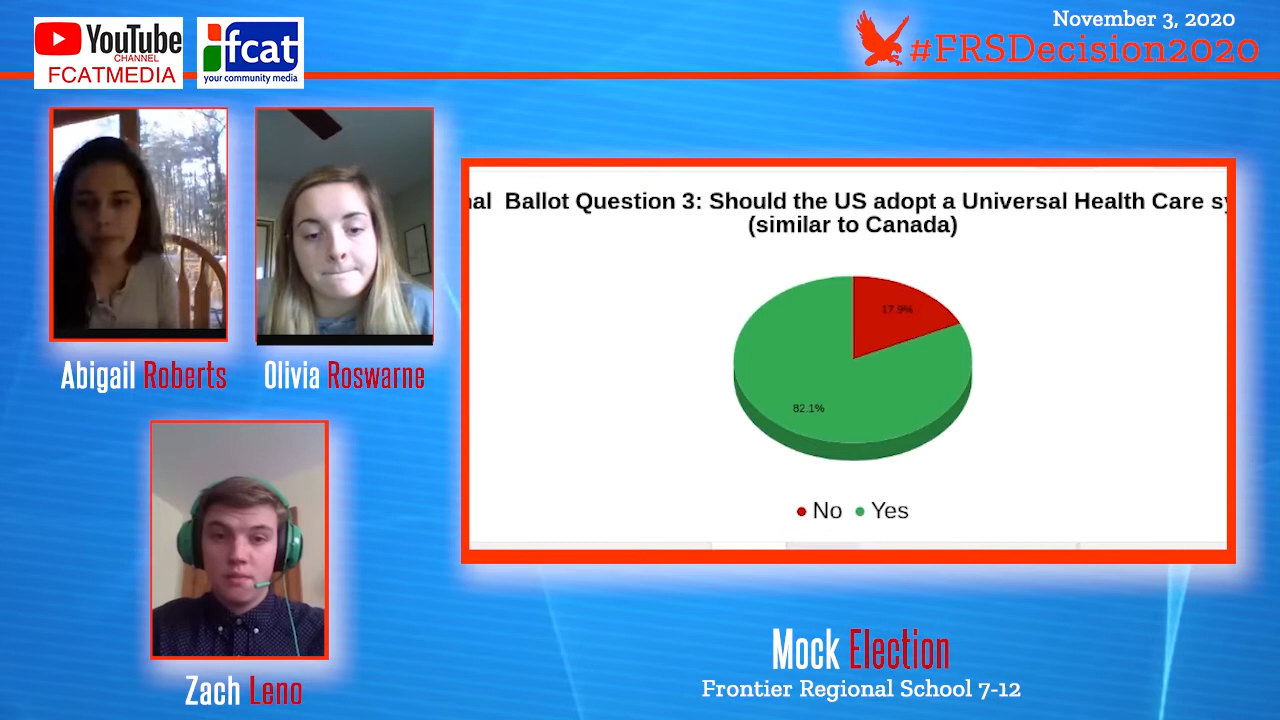 November 3, 2020
#FRSDecision2020
YouTube
CHANNEL
FCATMEDIA
fcat
your community media
Abigail Roberts
Olivia Roswarne
Zach Leno
Ballot Question 3: Should the US adopt a Universal Health Care
(similar to Canada)
17.9%
82.1%
No
Yes
Mock Election
Frontier Regional School 7-12